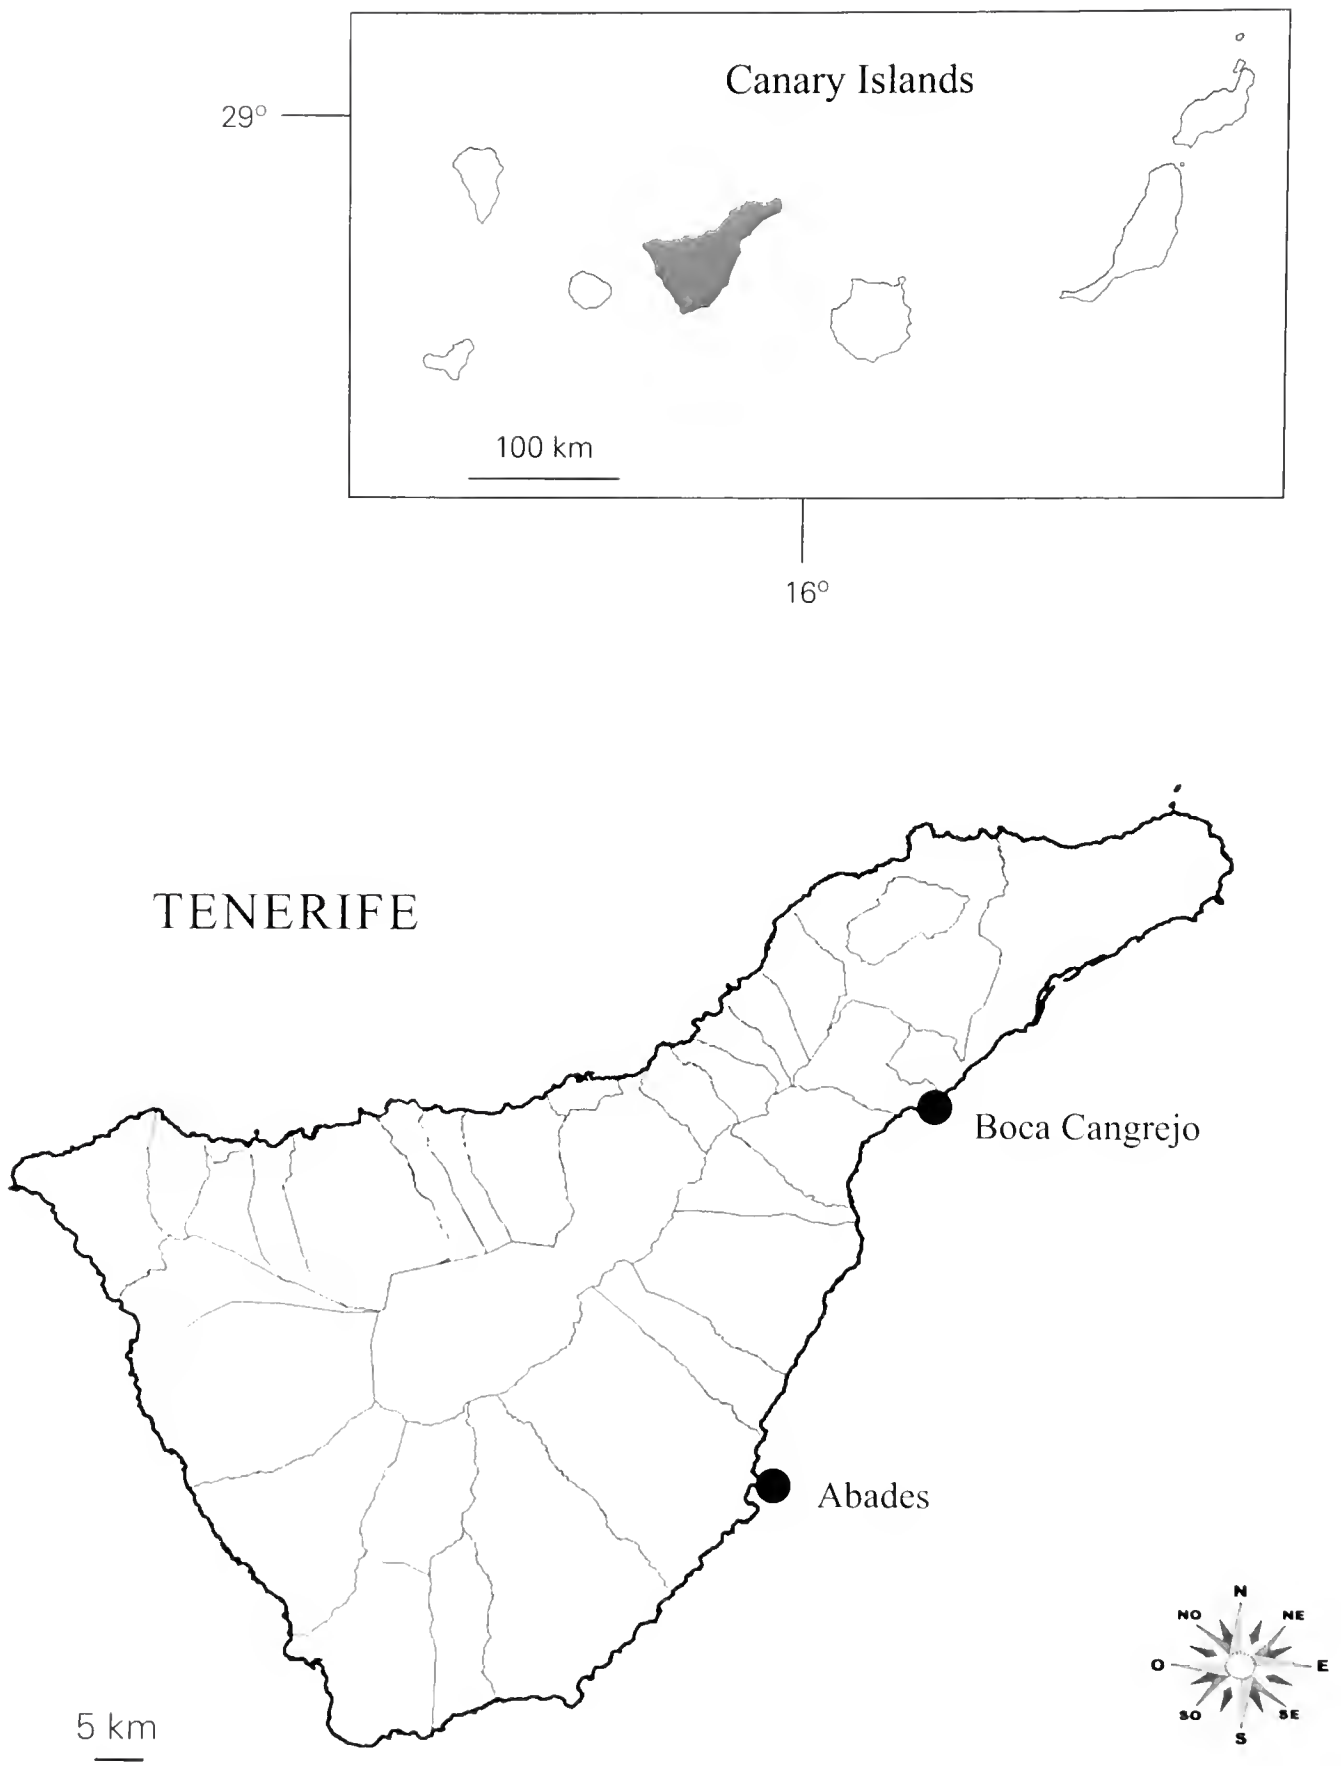 Canary Islands
29°
100 km
16°
TENERIFE
Boca Cangrejo
Abades
N
NO NE
O E
SO SE
S
5 km